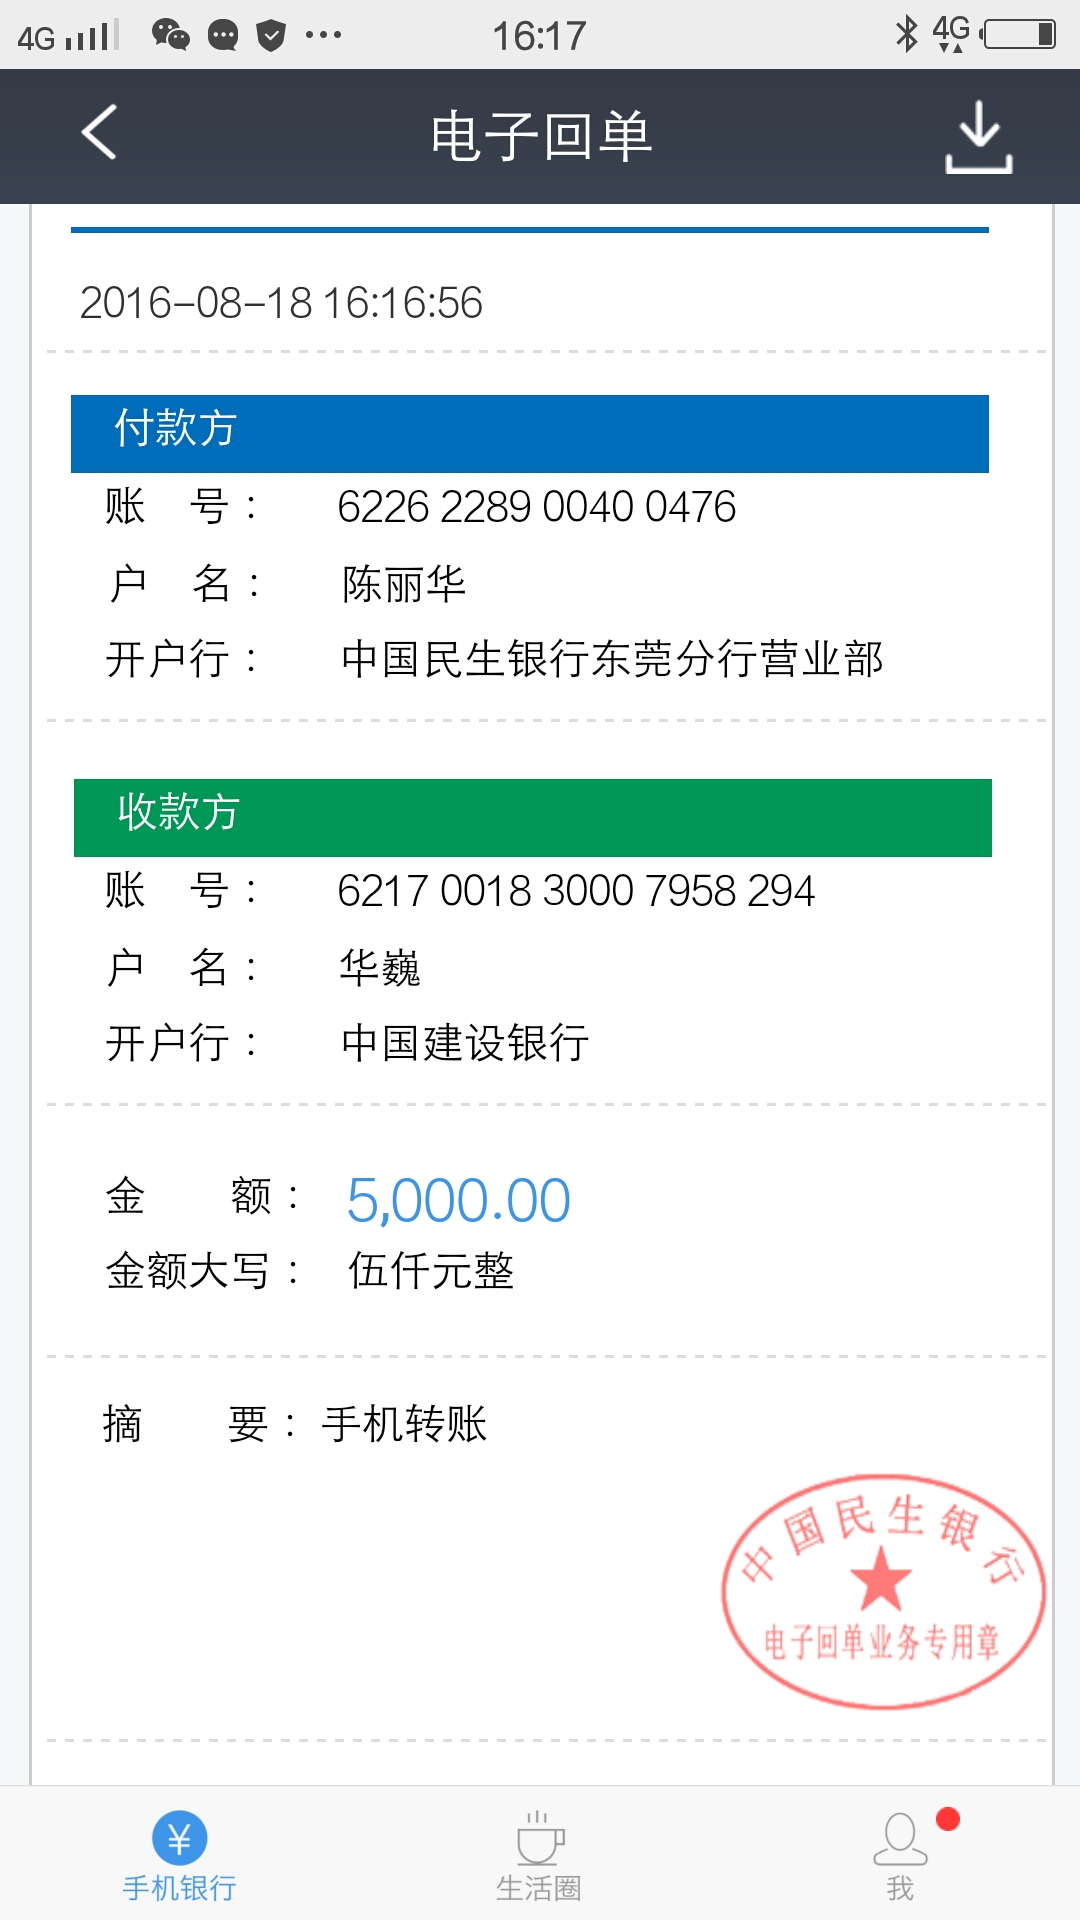 4G 16:17 4G
电子回单
2016-08-18 16:16:56
付款方
账 号： 6226 2289 0040 0476
户 名： 陈丽华
开户行： 中国民生银行东莞分行营业部
收款方
账 号： 6217 0018 3000 7958 294
户 名： 华巍
开户行： 中国建设银行
金 额： 5,000.00
金额大写： 伍仟元整
摘 要： 手机转账
中国民生银行
电子回单业务专用章
¥
手机银行 生活圈 我